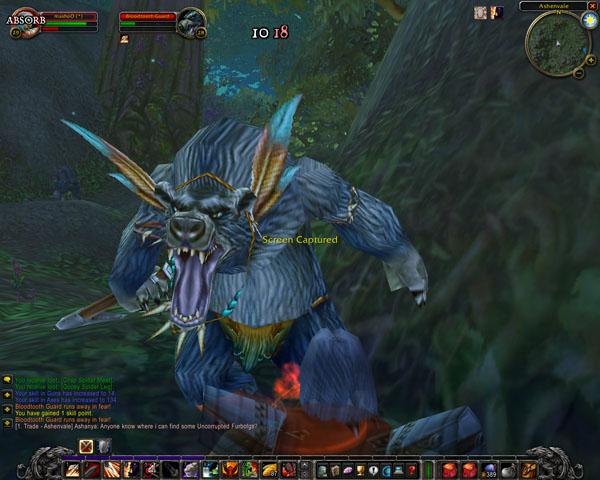 ABSORB
Bloodtooth Guard
10 18
Ashenvale
N
Screen Captured
You receive loot: [Crisp Spider Meat]
You receive loot: [Gooey Spider Leg]
Your skill in Guns has increased to 14.
Your skill in Axes has increased to 134.
Bloodtooth Guard runs away in fear!
You have gained 1 skill point.
Bloodtooth Guard runs away in fear!
[1. Trade - Ashenvale] Ashanya: Anyone know where i can find some Uncorrupted Furbolgs?
389